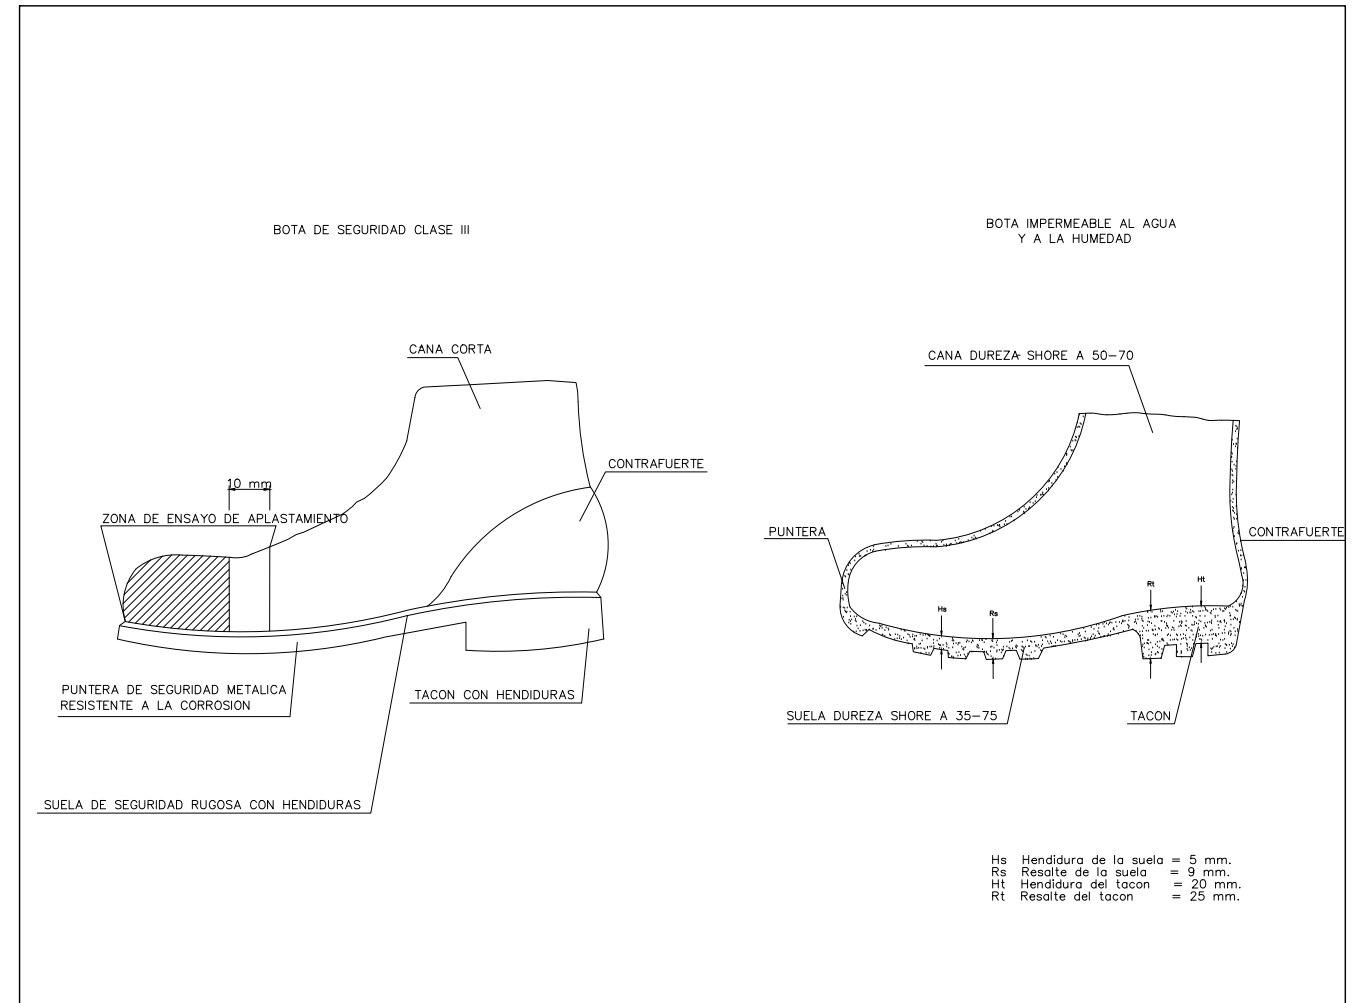 BOTA DE SEGURIDAD CLASE III
CANA CORTA
CONTRAFUERTE
10 mm
ZONA DE ENSAYO DE APLASTAMIENTO
PUNTERA DE SEGURIDAD METALICA
RESISTENTE A LA CORROSION
TACON CON HENDIDURAS
SUELA DE SEGURIDAD RUGOSA CON HENDIDURAS
BOTA IMPERMEABLE AL AGUA
Y A LA HUMEDAD
CANA DUREZA SHORE A 50-70
PUNTERA
CONTRAFUERTE
Hs
Rs
Rt
Ht
SUELA DUREZA SHORE A 35-75
TACON
Hs Hendidura de la suela = 5 mm.
Rs Resalte de la suela = 9 mm.
Ht Hendidura del tacon = 20 mm.
Rt Resalte del tacon = 25 mm.